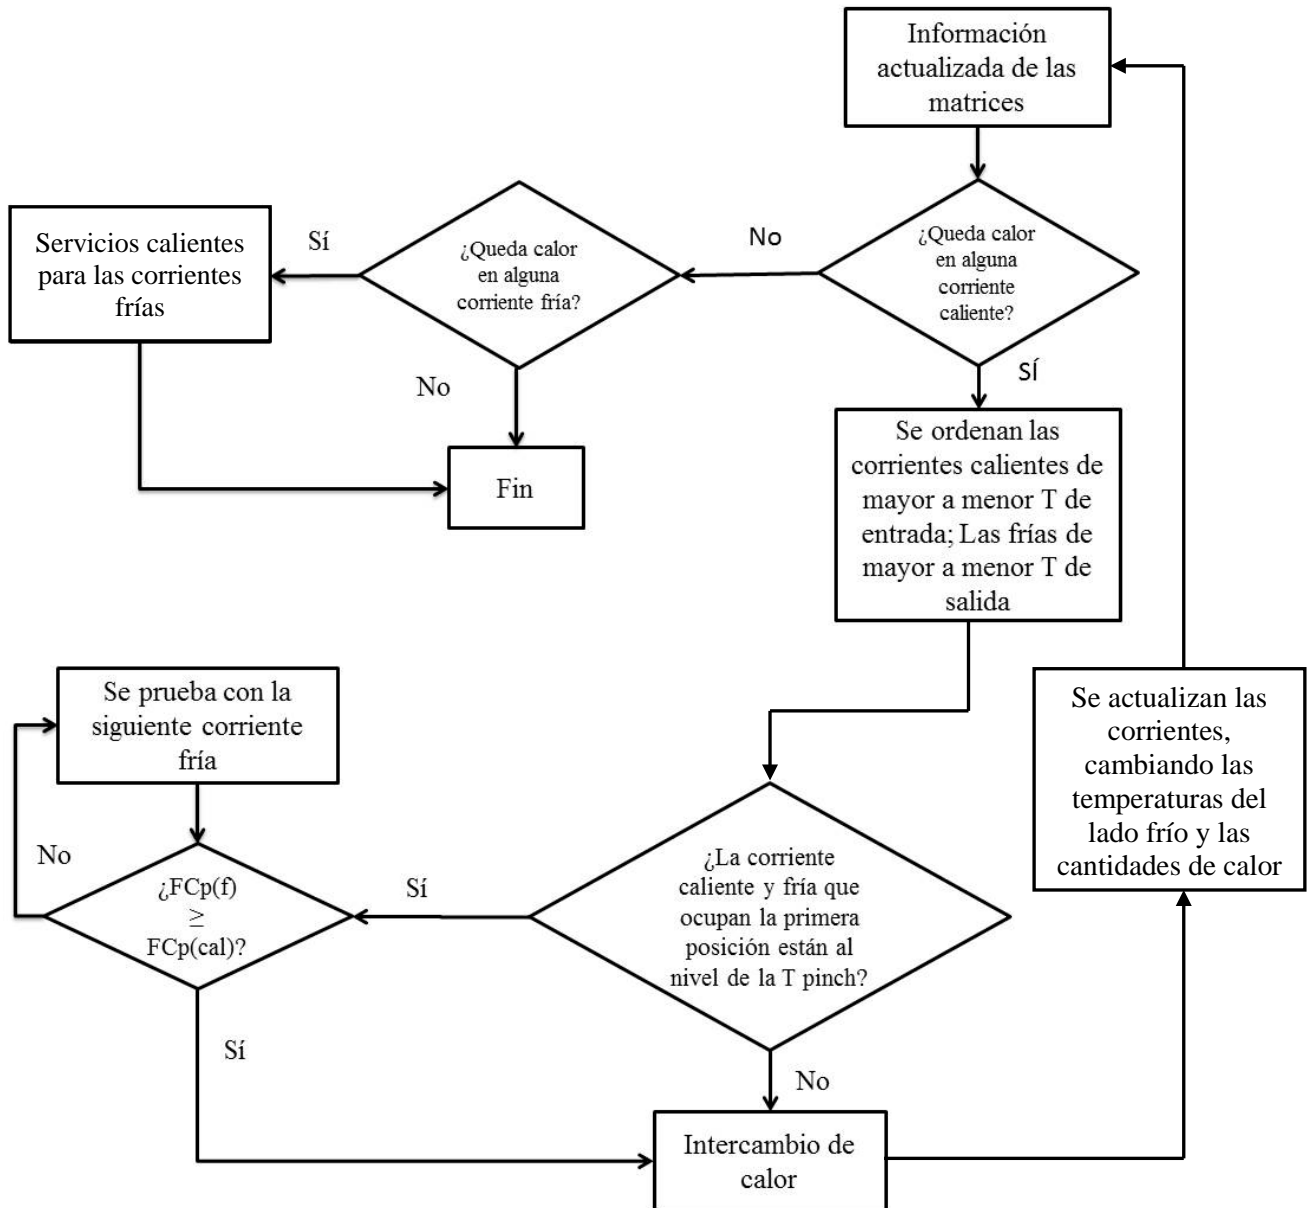 Información
actualizada de las
matrices
¿Queda calor
en alguna
corriente
caliente?
No
SÍ
¿Queda calor
en alguna
corriente fría?
Sí
No
Servicios calientes
para las corrientes
frías
Fin
Se ordenan las
corrientes calientes de
mayor a menor T de
entrada; Las frías de
mayor a menor T de
salida
¿La corriente
caliente y fría que
ocupan la primera
posición están al
nivel de la T pinch?
Sí
No
Se prueba con la
siguiente corriente
fría
¿FCp(f)
≥
FCp(cal)?
No
Sí
Intercambio de
calor
Se actualizan las
corrientes,
cambiando las
temperaturas del
lado frío y las
cantidades de calor